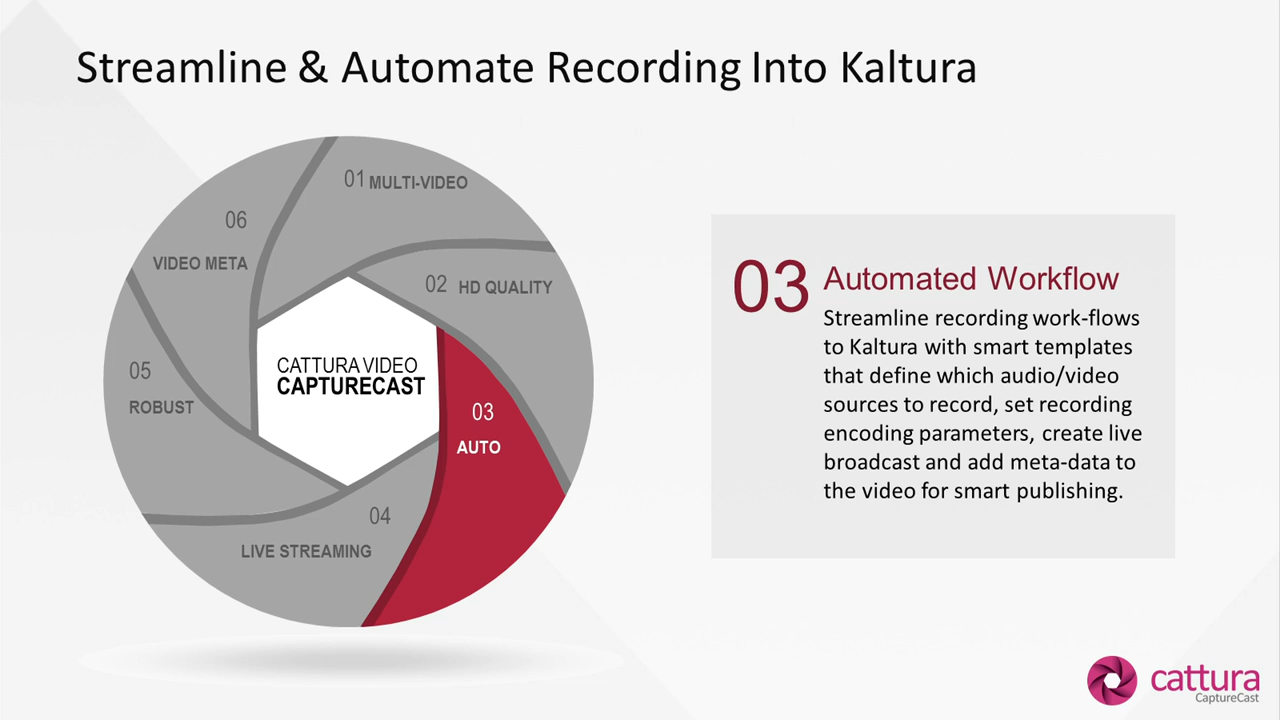 Streamline & Automate Recording Into Kaltura
01 MULTI-VIDEO
02 HD QUALITY
03
AUTO
04
LIVE STREAMING
05
ROBUST
06
VIDEO META
CATTURA VIDEO
CAPTURECAST
03 Automated Workflow
Streamline recording work-flows
to Kaltura with smart templates
that define which audio/video
sources to record, set recording
encoding parameters, create live
broadcast and add meta-data to
the video for smart publishing.
cattura
CaptureCast